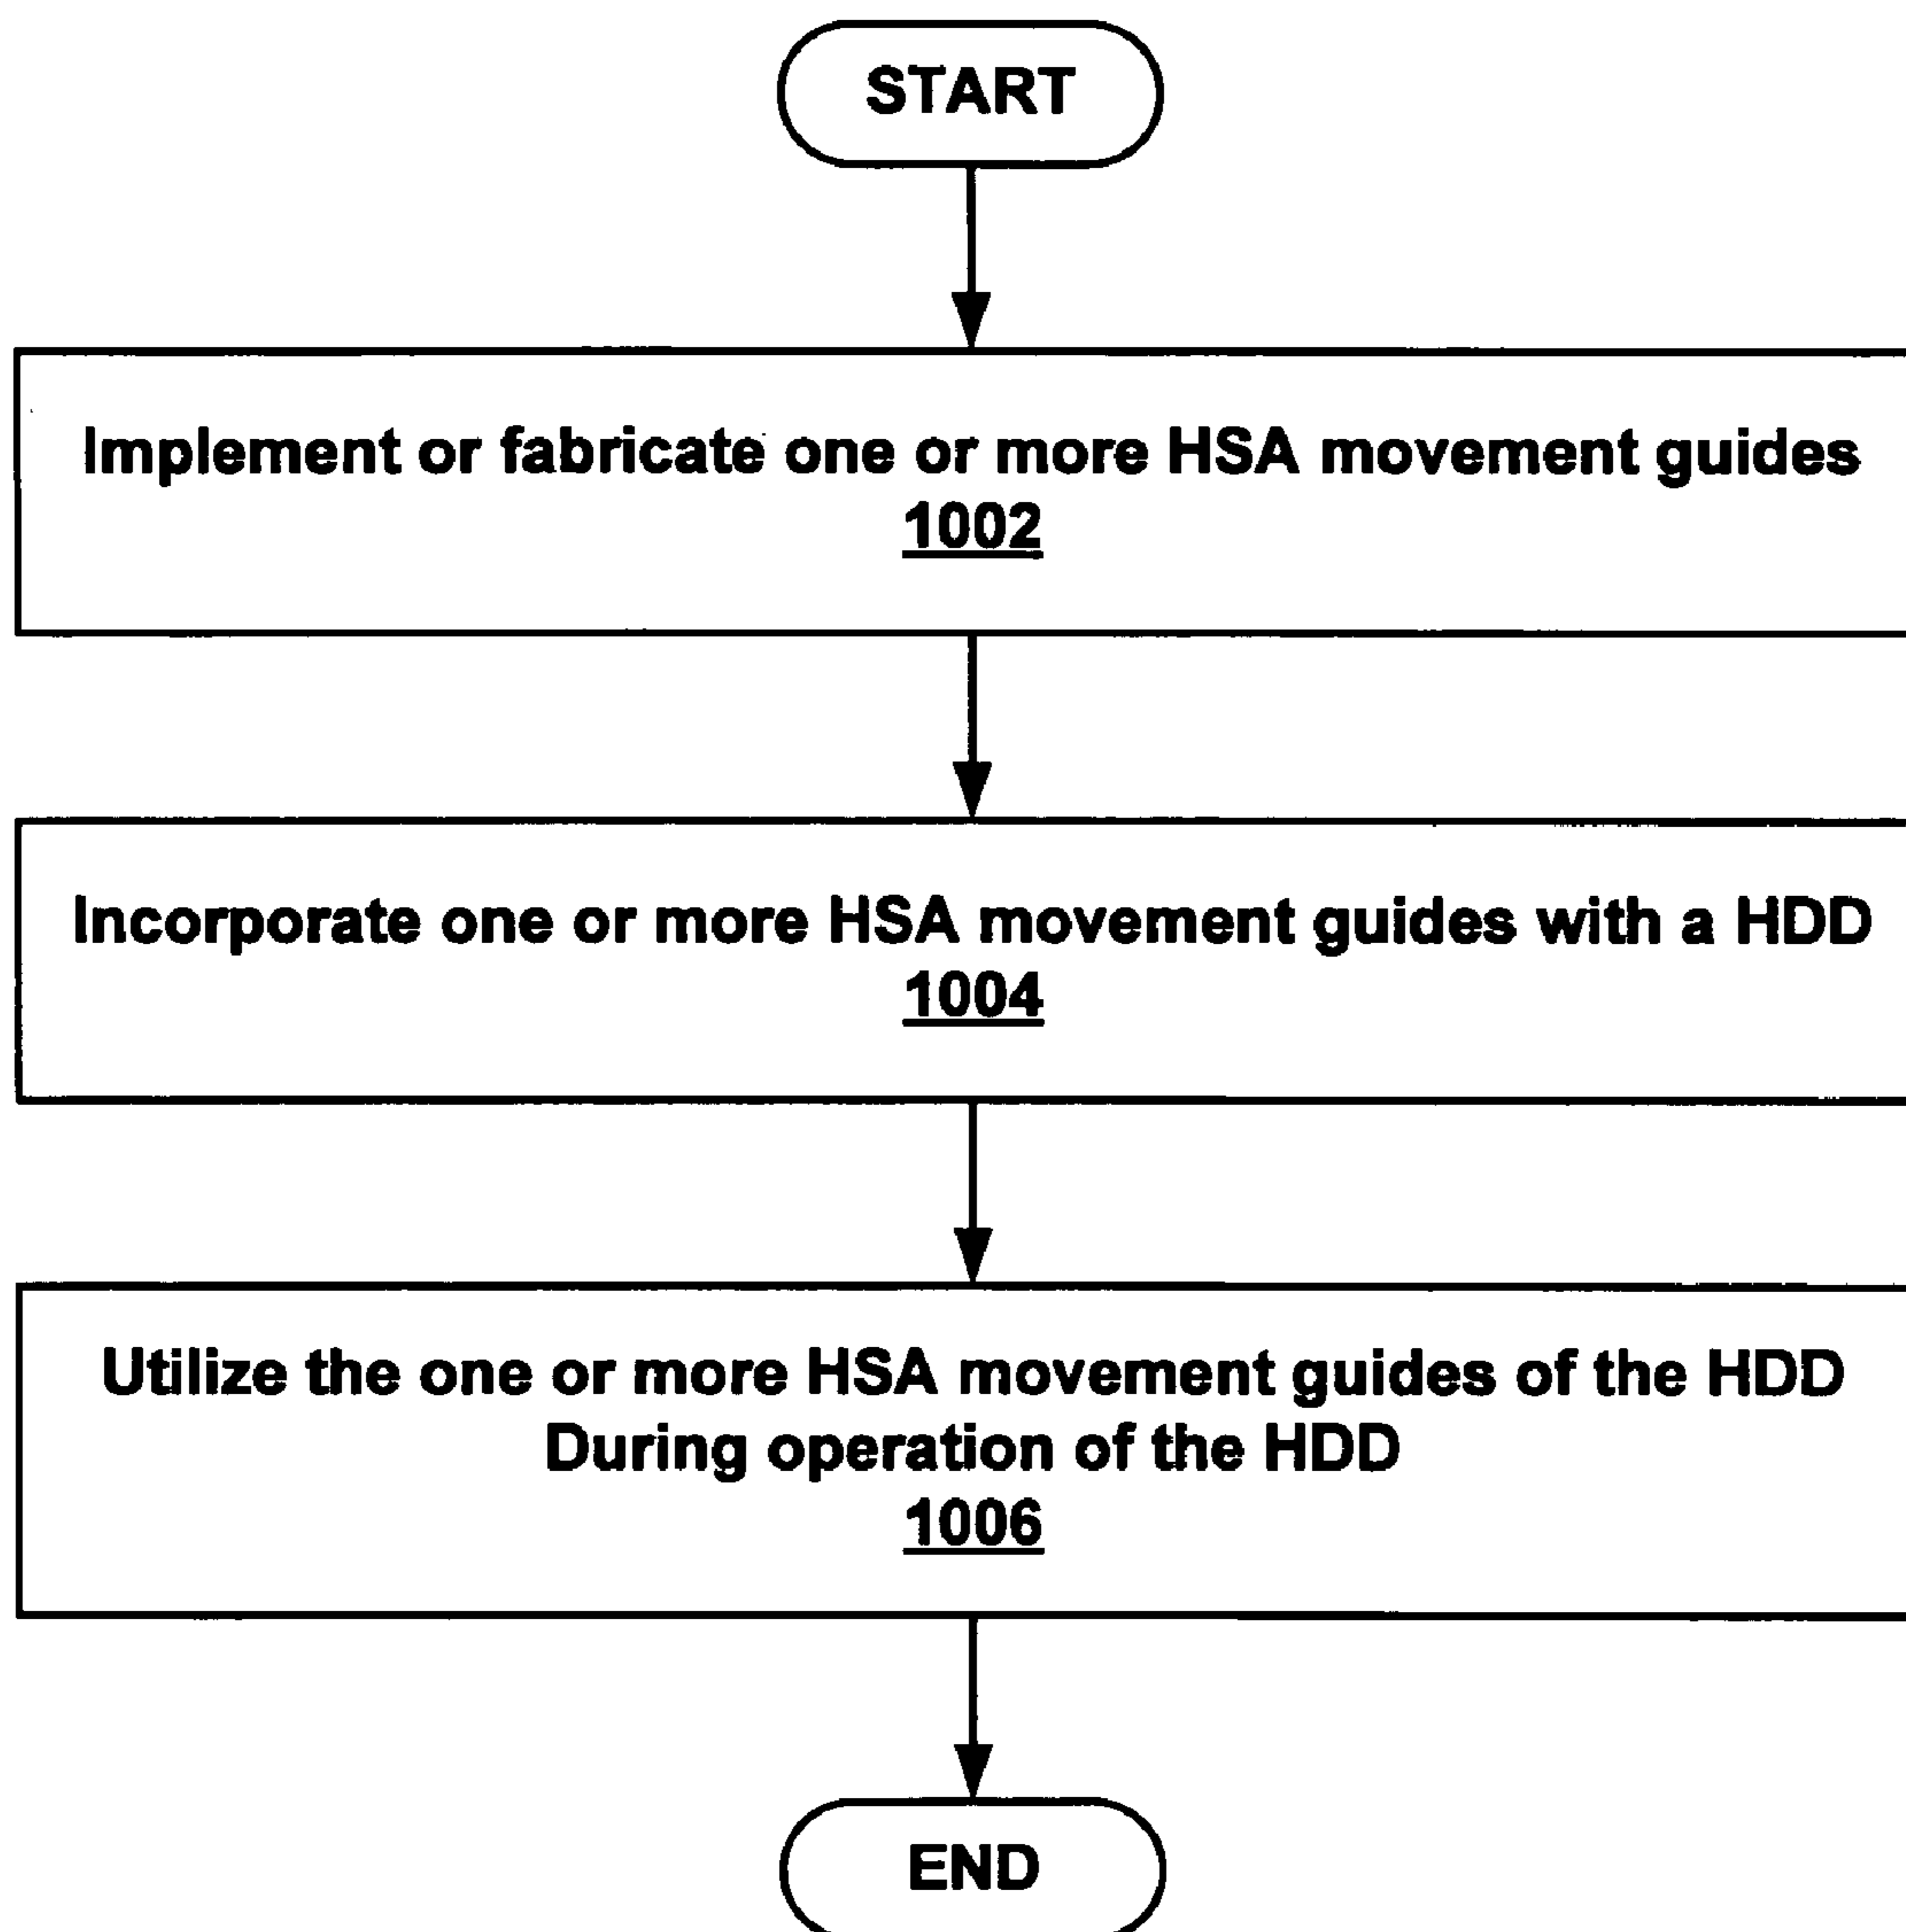 START
Implement or fabricate one or more HSA movement guides
1002
Incorporate one or more HSA movement guides with a HDD
1004
Utilize the one or more HSA movement guides of the HDD
During operation of the HDD
1006
END